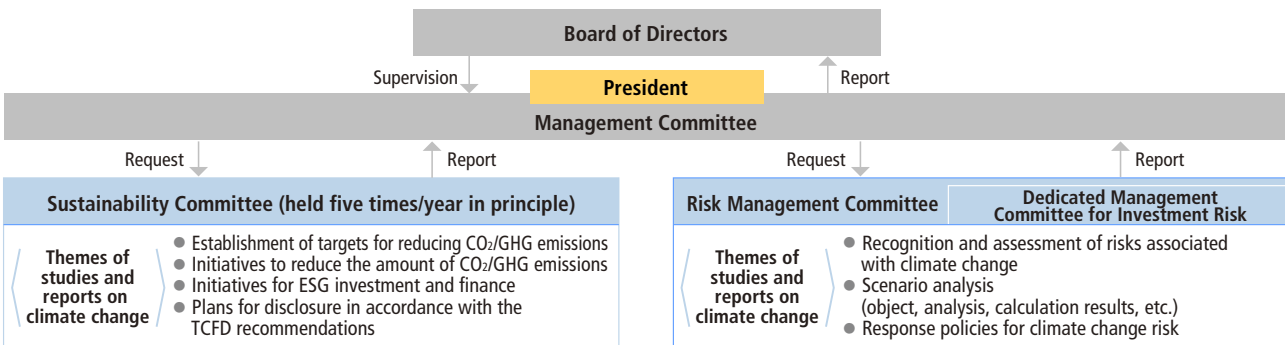 Board of Directors
Supervision
Report
President
Management Committee
Request
Report
Request
Report
Sustainability Committee (held five times/year in principle)
Themes of
studies and
reports on
climate change
● Establishment of targets for reducing CO₂/GHG emissions
● Initiatives to reduce the amount of CO₂/GHG emissions
● Initiatives for ESG investment and finance
● Plans for disclosure in accordance with the
TCFD recommendations
Risk Management Committee
Dedicated Management
Committee for Investment Risk
Themes of
studies and
reports on
climate change
● Recognition and assessment of risks associated
with climate change
● Scenario analysis
(object, analysis, calculation results, etc.)
● Response policies for climate change risk